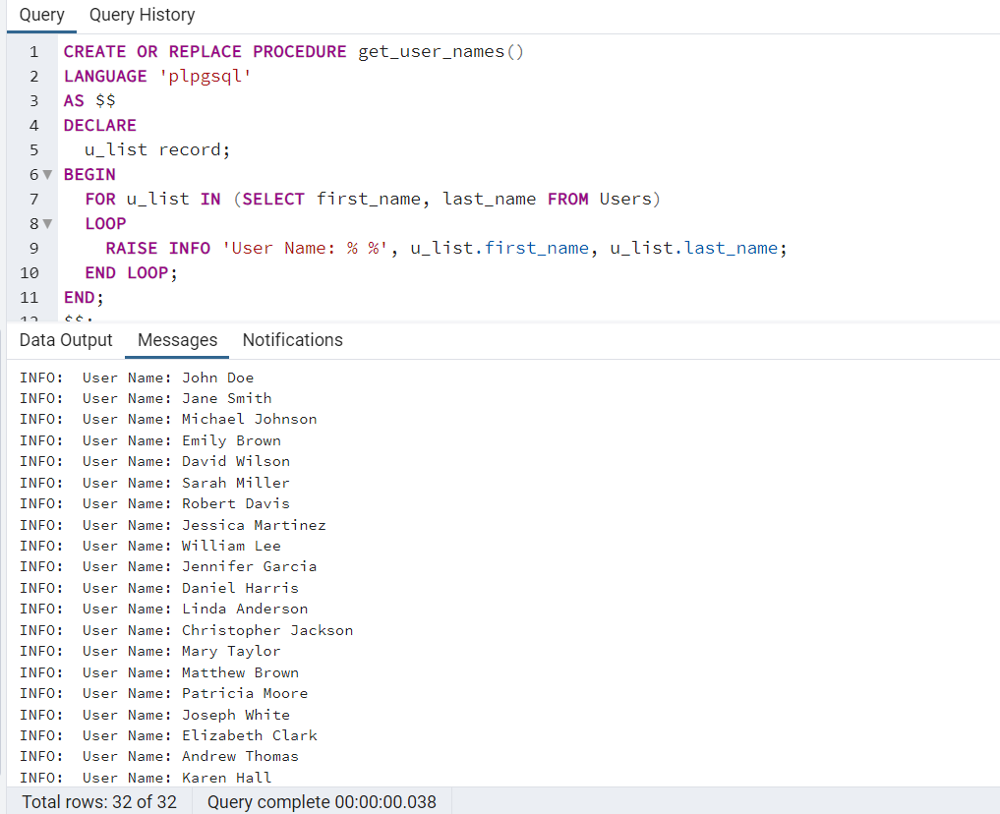 Query Query History
1 CREATE OR REPLACE PROCEDURE get_user_names()
2 LANGUAGE 'plpgsql'
3 AS $$
4 DECLARE
5 u_list record;
6 BEGIN
7 FOR u_list IN (SELECT first_name, last_name FROM Users)
8 LOOP
9 RAISE INFO 'User Name: % %', u_list.first_name, u_list.last_name;
10 END LOOP;
11 END;
12 $$;
Data Output Messages Notifications
INFO: User Name: John Doe
INFO: User Name: Jane Smith
INFO: User Name: Michael Johnson
INFO: User Name: Emily Brown
INFO: User Name: David Wilson
INFO: User Name: Sarah Miller
INFO: User Name: Robert Davis
INFO: User Name: Jessica Martinez
INFO: User Name: William Lee
INFO: User Name: Jennifer Garcia
INFO: User Name: Daniel Harris
INFO: User Name: Linda Anderson
INFO: User Name: Christopher Jackson
INFO: User Name: Mary Taylor
INFO: User Name: Matthew Brown
INFO: User Name: Patricia Moore
INFO: User Name: Joseph White
INFO: User Name: Elizabeth Clark
INFO: User Name: Andrew Thomas
INFO: User Name: Karen Hall
Total rows: 32 of 32 Query complete 00:00:00.038